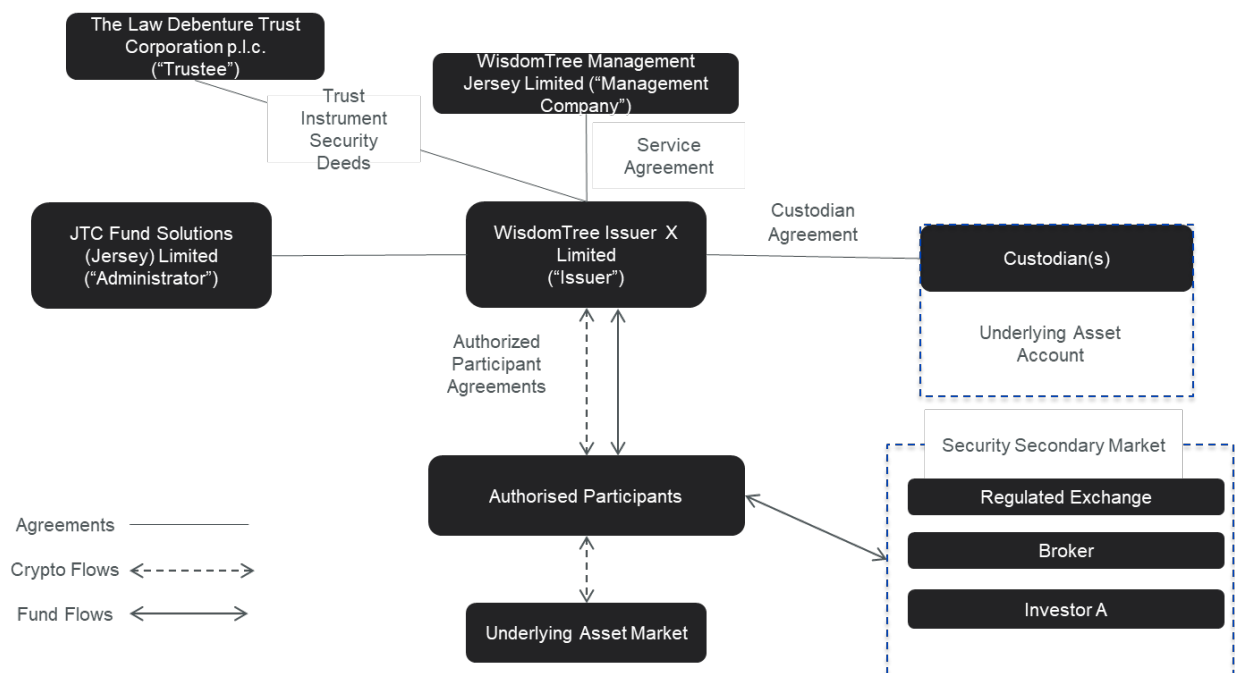 The Law Debenture Trust
Corporation p.l.c.
(“Trustee”)
WisdomTree Management
Jersey Limited (“Management
Company”)
Trust
Instrument
Security
Deeds
Service
Agreement
JTC Fund Solutions
(Jersey) Limited
(“Administrator”)
WisdomTree Issuer X
Limited
(“Issuer”)
Custodian
Agreement
Custodian(s)
Underlying Asset
Account
Authorized
Participant
Agreements
Security Secondary Market
Regulated Exchange
Broker
Investor A
Authorised Participants
Underlying Asset Market
Agreements
Crypto Flows
Fund Flows